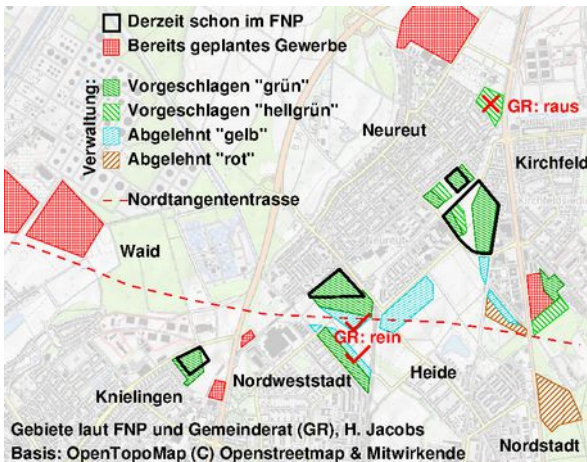 Derzeit schon im FNP
Bereits geplantes Gewerbe
Verwaltung:
Vorgeschlagen "grün"
Vorgeschlagen "hellgrün"
Abgelehnt "gelb"
Abgelehnt "rot"
Nordtangententrasse
Neureut
GR: raus
Kirchfeld
Waid
GR: rein
Knielingen
Nordweststadt
Heide
Nordstadt
Gebiete laut FNP und Gemeinderat (GR), H. Jacobs
Basis: OpenTopoMap (C) Openstreetmap & Mitwirkende